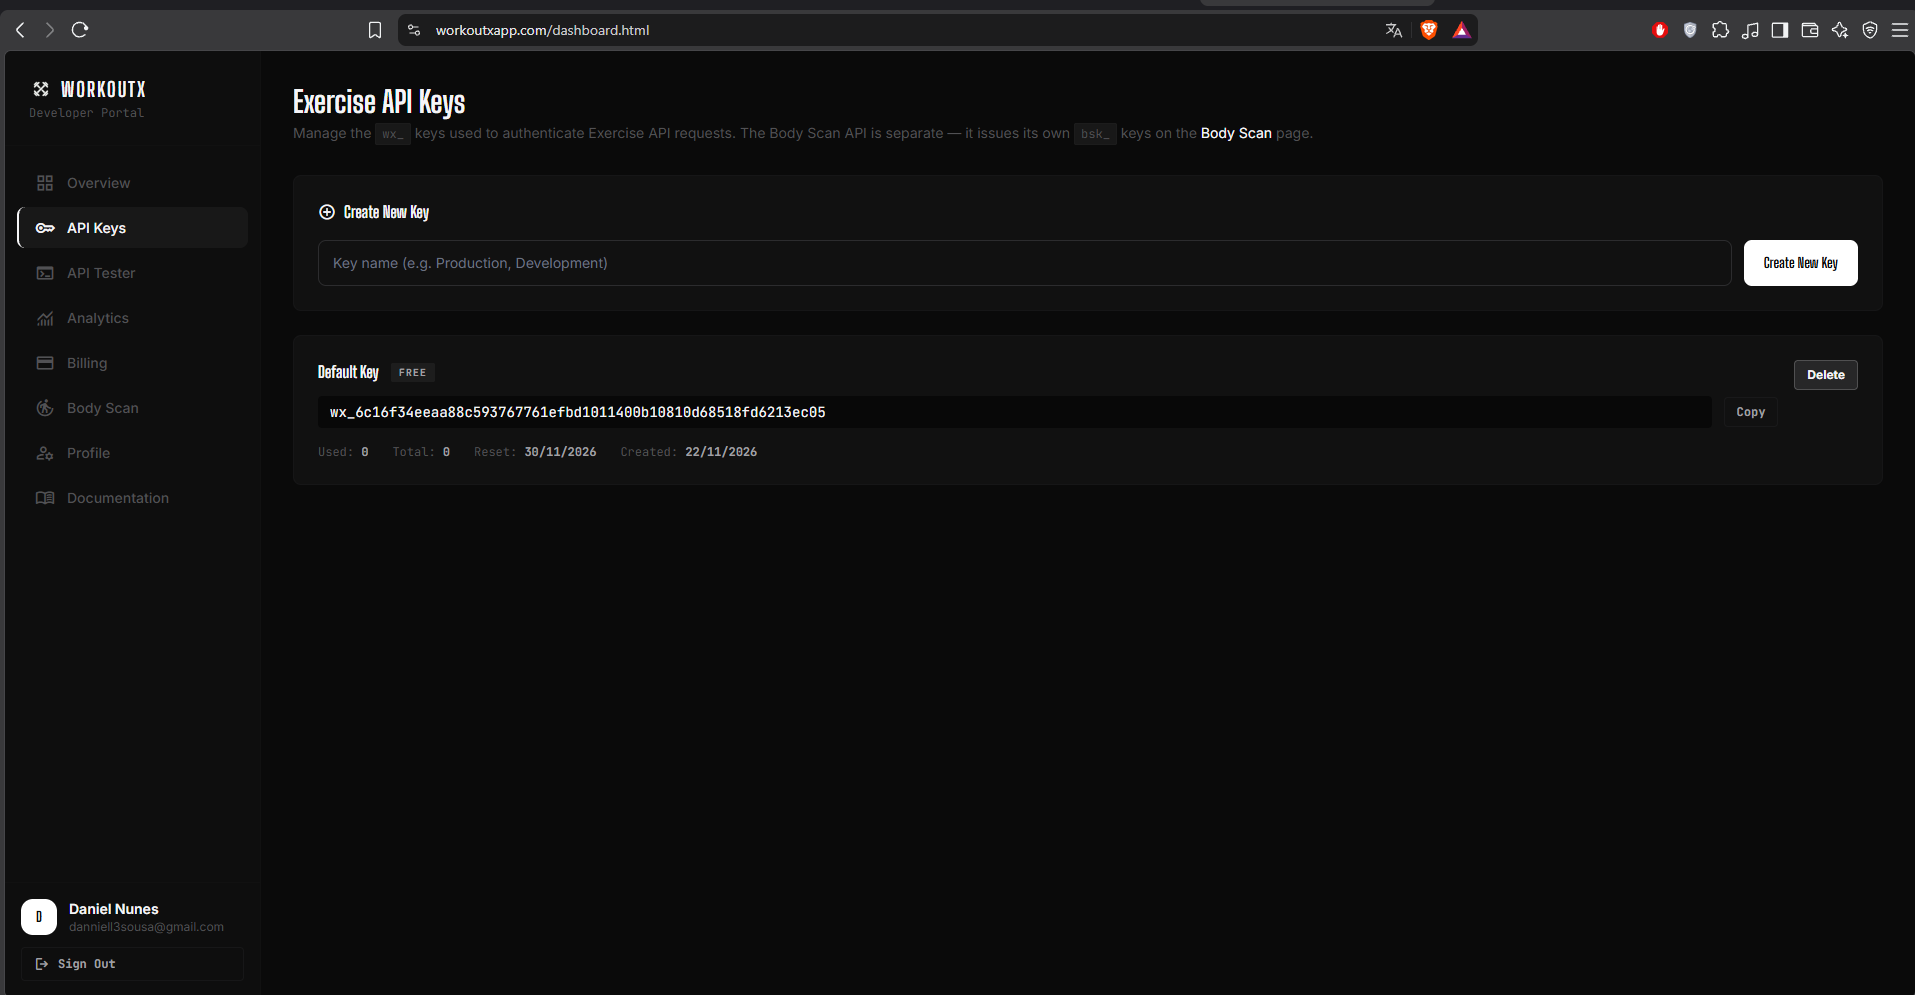 workoutxapp.com/dashboard.html
WORKOUTX
Developer Portal
Overview
API Keys
API Tester
Analytics
Billing
Body Scan
Profile
Documentation
Daniel Nunes
danniell3sousa@gmail.com
Sign Out
Exercise API Keys
Manage the wx_ keys used to authenticate Exercise API requests. The Body Scan API is separate — it issues its own bsk_ keys on the Body Scan page.
Create New Key
Key name (e.g. Production, Development)
Create New Key
Default Key FREE
Delete
wx_6c16f34eeaa88c593767761efbd1011400b10810d68518fd6213ec05
Copy
Used: 0 Total: 0 Reset: 30/11/2026 Created: 22/11/2026